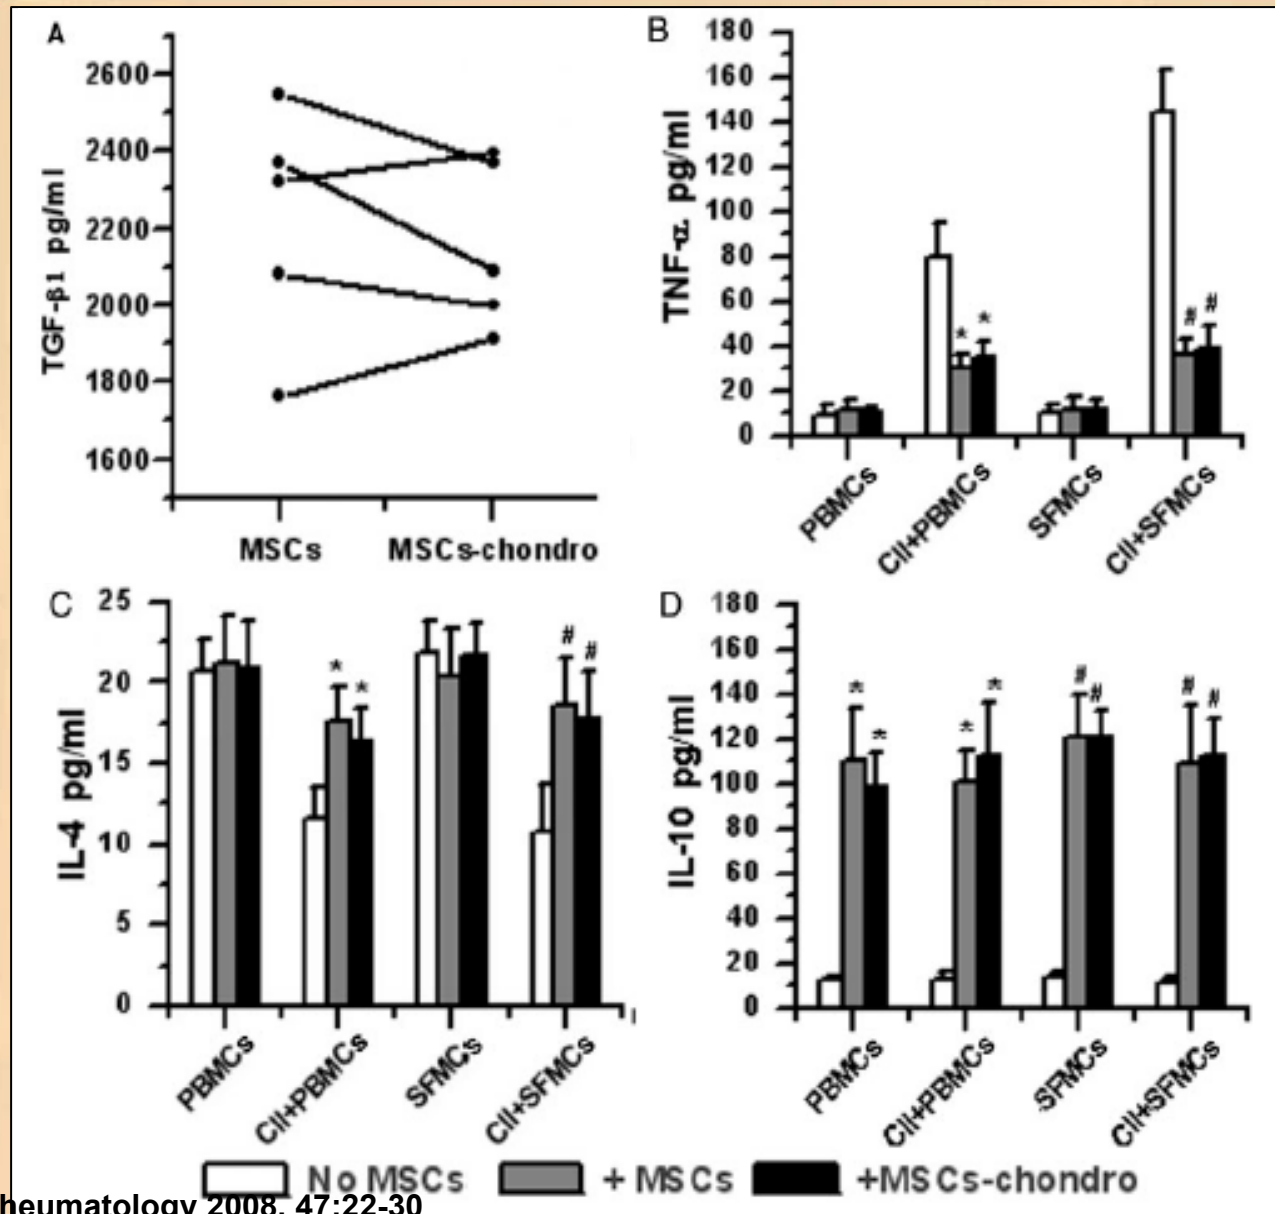 A
2600
2400
2200
2000
1800
1600
TGF-β1 pg/ml
MSCs MSCs-chondro
B
180
160
140
120
100
80
60
40
20
0
TNF-α. pg/ml
* * # #
PBMCs CII+PBMCs SFMCs CII+SFMCs
C
25
20
15
10
5
0
IL-4 pg/ml
* * # #
PBMCs CII+PBMCs SFMCs CII+SFMCs
D
180
160
140
120
100
80
60
40
20
0
IL-10 pg/ml
* * * * # # # #
PBMCs CII+PBMCs SFMCs CII+SFMCs
No MSCs + MSCs +MSCs-chondro
heumatology 2008, 47:22-30